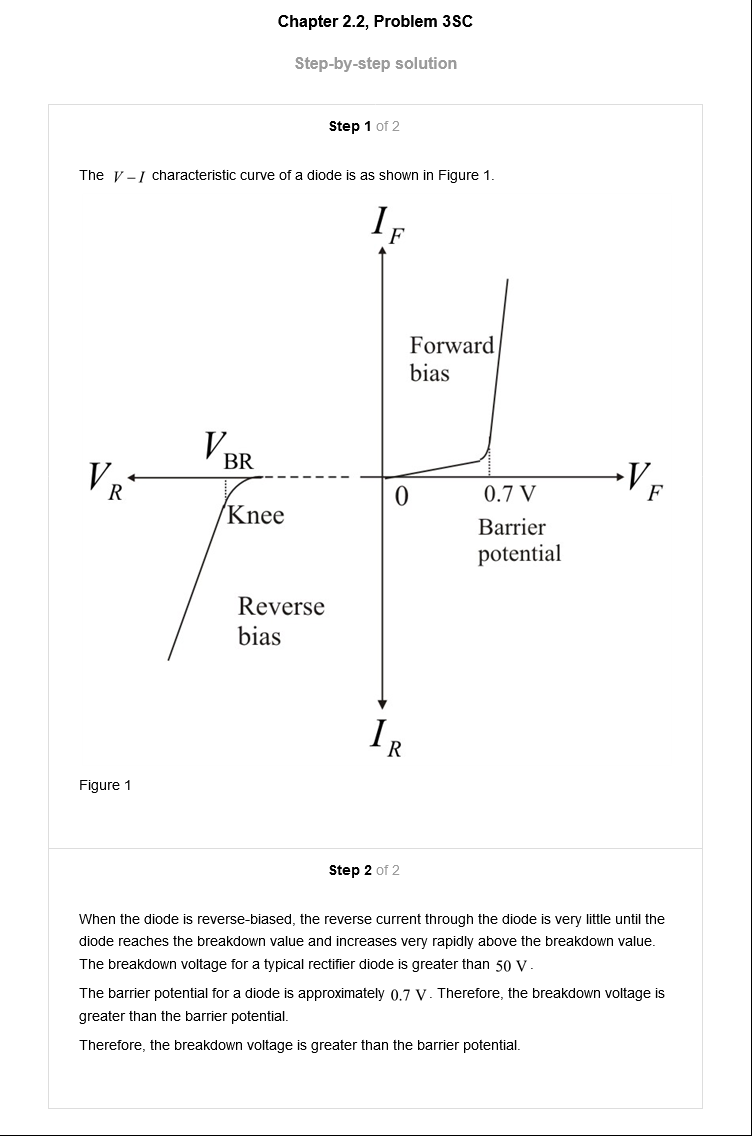 Chapter 2.2, Problem 3SC
Step-by-step solution
Step 1 of 2
The V – I characteristic curve of a diode is as shown in Figure 1.
I F
Forward
bias
V BR
V R
V F
0
0.7 V
Knee
Barrier
potential
Reverse
bias
I R
Figure 1
Step 2 of 2
When the diode is reverse-biased, the reverse current through the diode is very little until the
diode reaches the breakdown value and increases very rapidly above the breakdown value.
The breakdown voltage for a typical rectifier diode is greater than 50 V.
The barrier potential for a diode is approximately 0.7 V. Therefore, the breakdown voltage is
greater than the barrier potential.
Therefore, the breakdown voltage is greater than the barrier potential.